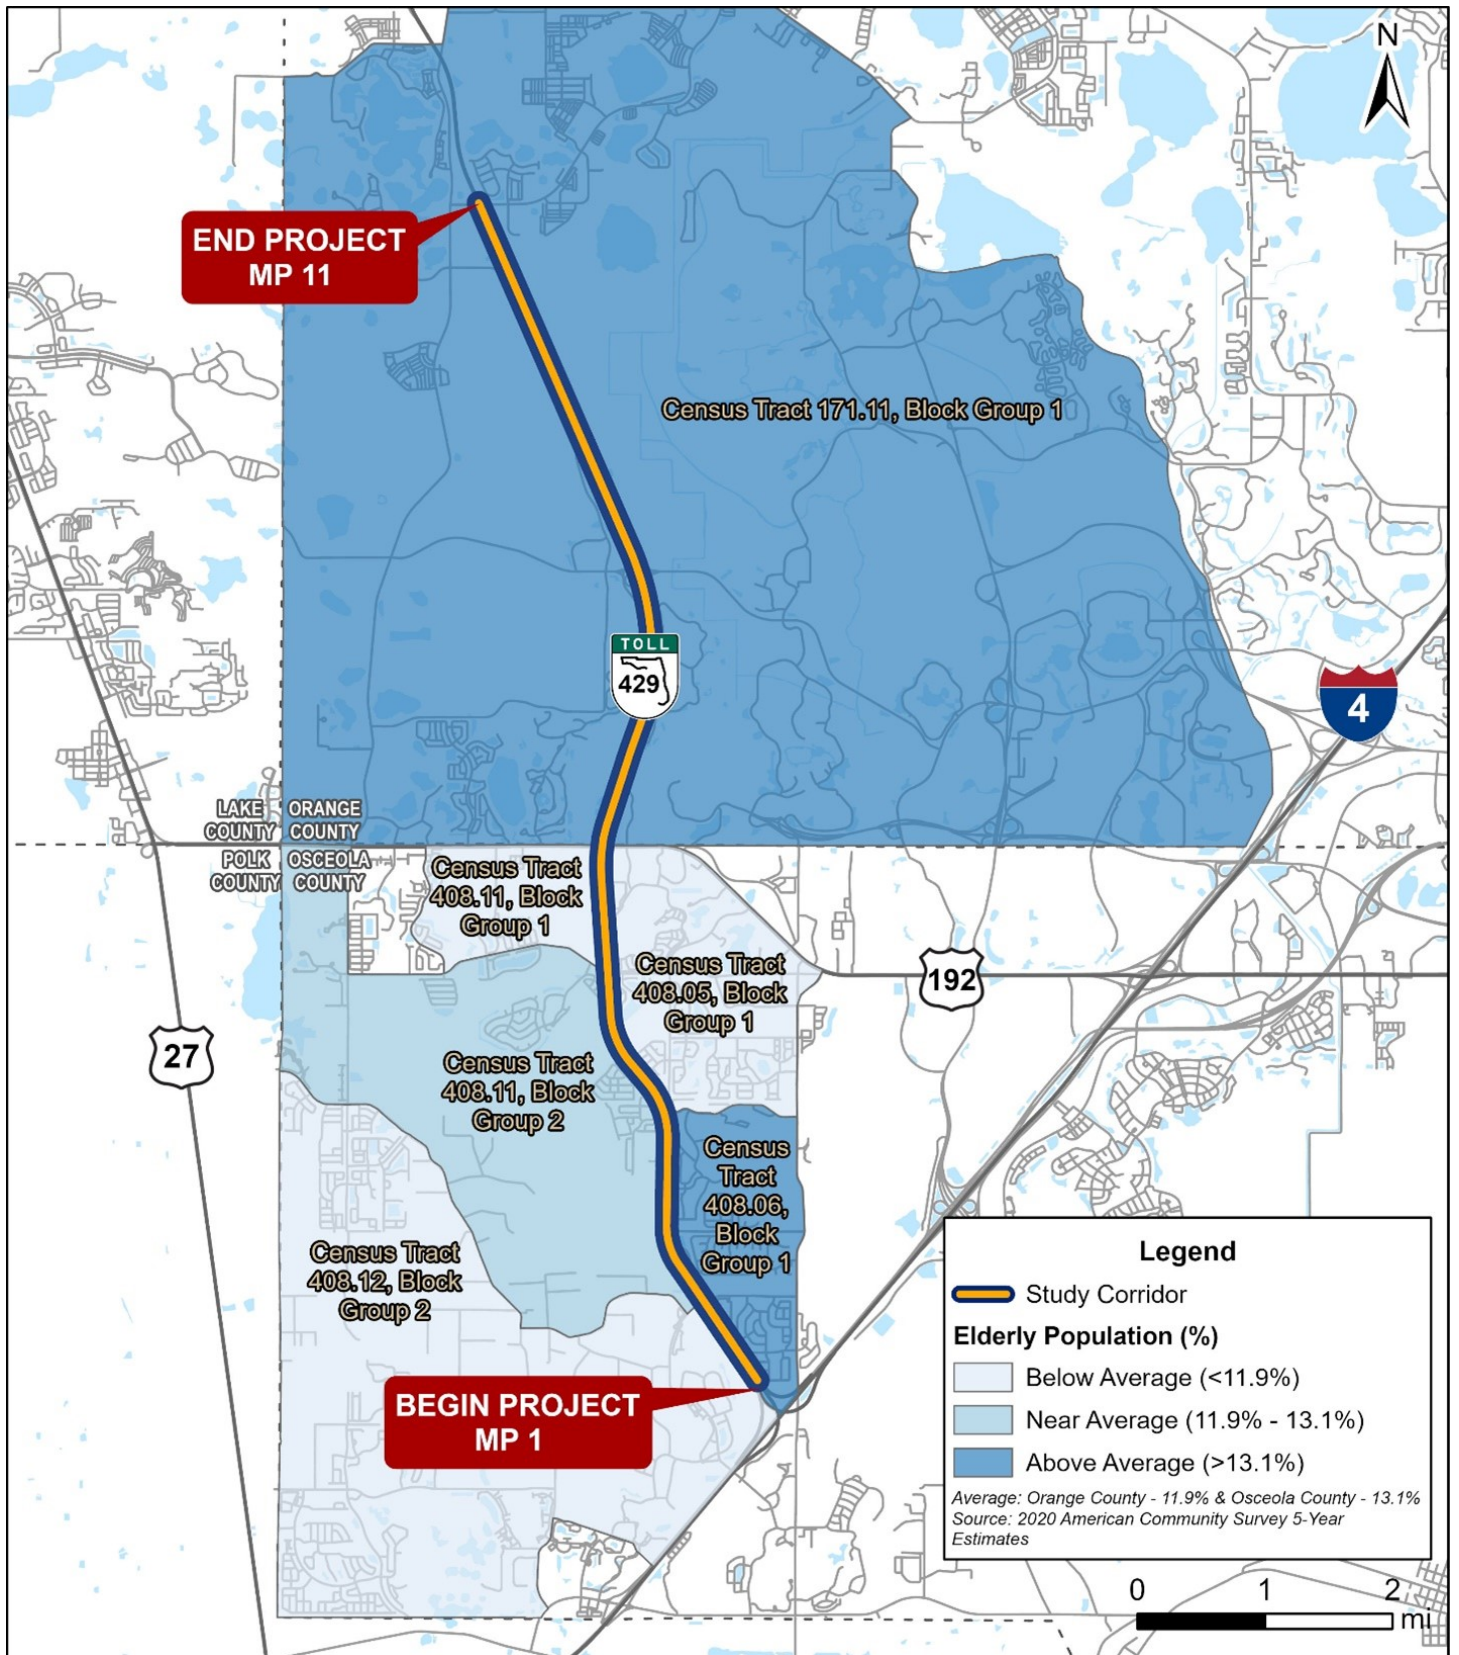 N
END PROJECT
MP 11
Census Tract 171.11, Block Group 1
TOLL
429
4
LAKE
COUNTY
ORANGE
COUNTY
POLK
COUNTY
OSCEOLA
COUNTY
Census Tract
408.11, Block
Group 1
Census Tract
408.05, Block
Group 1
192
27
Census Tract
408.11, Block
Group 2
Census
Tract
408.06,
Block
Group 1
Census Tract
408.12, Block
Group 2
BEGIN PROJECT
MP 1
Legend
Study Corridor
Elderly Population (%)
Below Average (<11.9%)
Near Average (11.9% - 13.1%)
Above Average (>13.1%)
Average: Orange County - 11.9% & Osceola County - 13.1%
Source: 2020 American Community Survey 5-Year
Estimates
0 1 2
mi